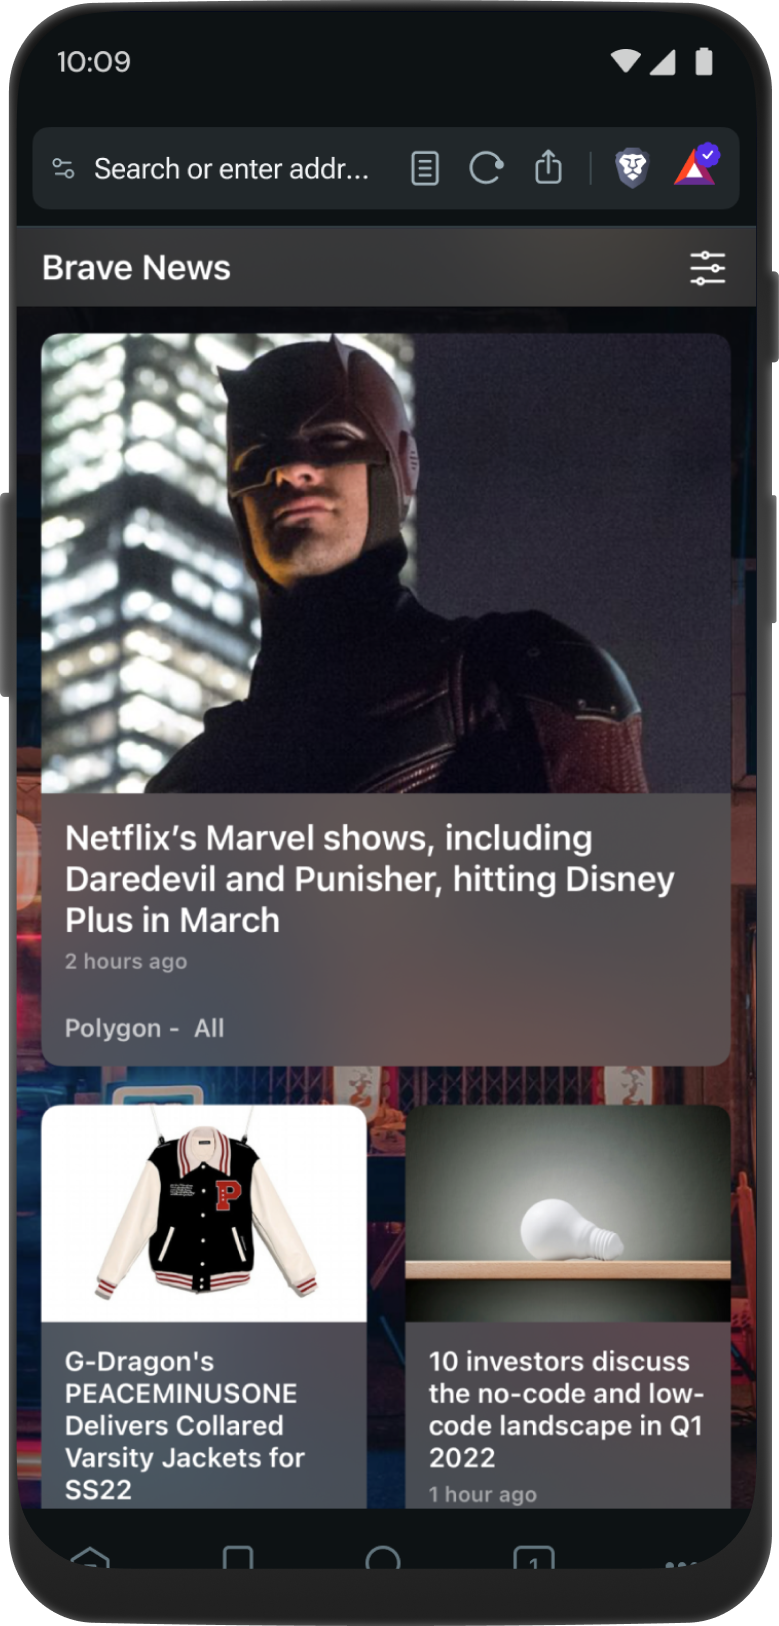 10:09
Search or enter addr...
Brave News
Netflix’s Marvel shows, including
Daredevil and Punisher, hitting Disney
Plus in March
2 hours ago
Polygon - All
P
G-Dragon's
PEACEMINUSONE
Delivers Collared
Varsity Jackets for
SS22
10 investors discuss
the no-code and low-
code landscape in Q1
2022
1 hour ago
1